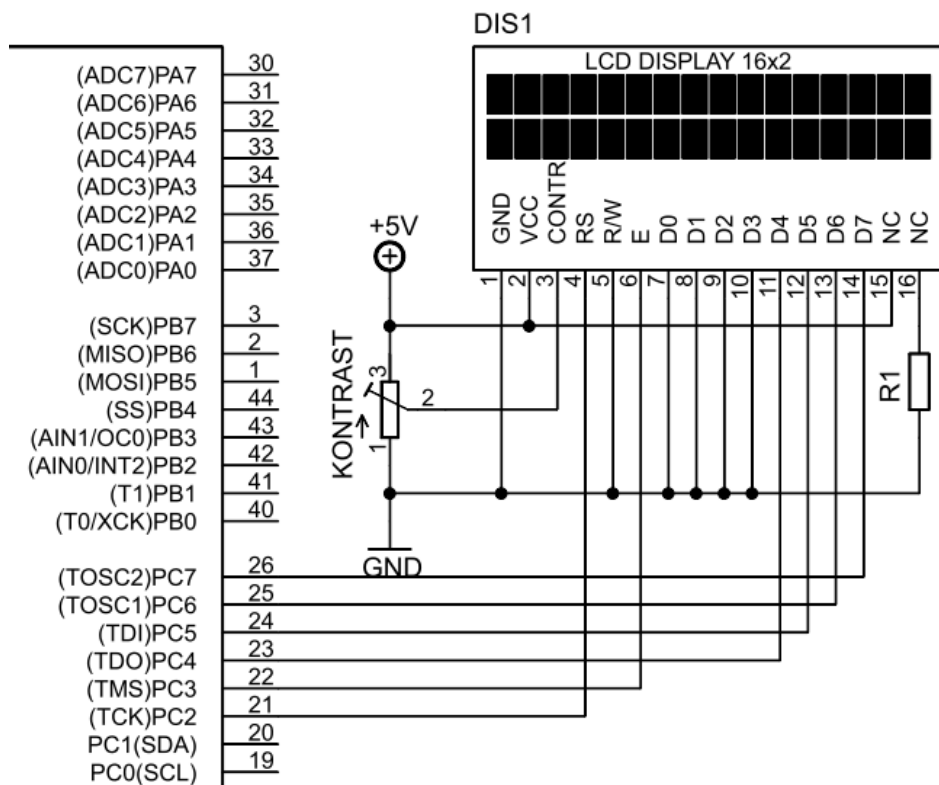 DIS1
LCD DISPLAY 16x2
GND VCC CONTR RS R/W E D0 D1 D2 D3 D4 D5 D6 D7 NC NC
1 2 3 4 5 6 7 8 9 10 11 12 13 14 15 16
(ADC7)PA7 30
(ADC6)PA6 31
(ADC5)PA5 32
(ADC4)PA4 33
(ADC3)PA3 34
(ADC2)PA2 35
(ADC1)PA1 36
(ADC0)PA0 37
+5V
(SCK)PB7 3
(MISO)PB6 2
(MOSI)PB5 1
(SS)PB4 44
(AIN1/OC0)PB3 43
(AIN0/INT2)PB2 42
(T1)PB1 41
(T0/XCK)PB0 40
KONTRAST
3
2
1
R1
GND
(TOSC2)PC7 26
(TOSC1)PC6 25
(TDI)PC5 24
(TDO)PC4 23
(TMS)PC3 22
(TCK)PC2 21
PC1(SDA) 20
PC0(SCL) 19